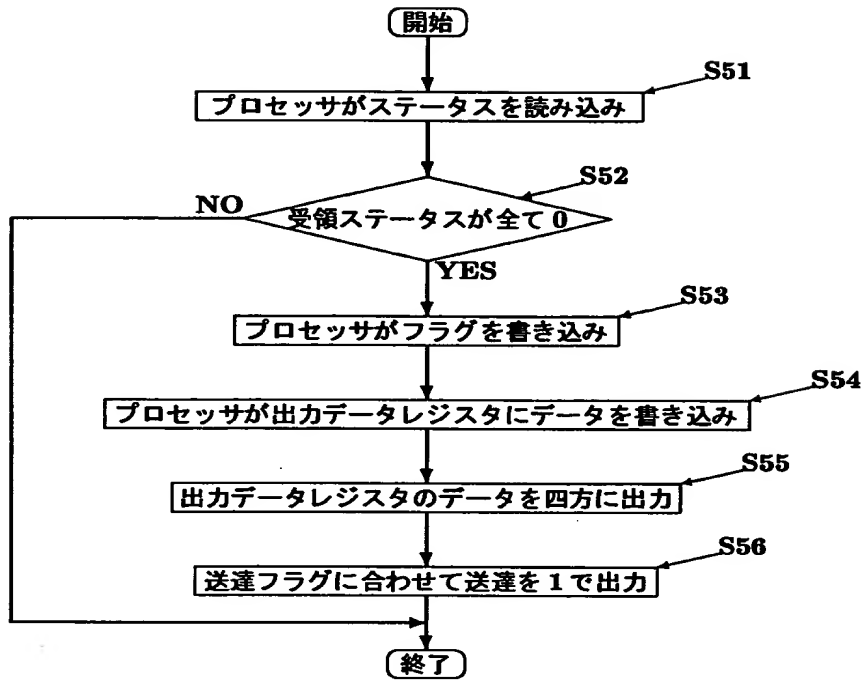 開始
S51
プロセッサがステータスを読み込み
S52
NO
受領ステータスが全て0
YES
S53
プロセッサがフラグを書き込み
S54
プロセッサが出力データレジスタにデータを書き込み
S55
出力データレジスタのデータを四方に出力
S56
送達フラグに合わせて送達を1で出力
終了